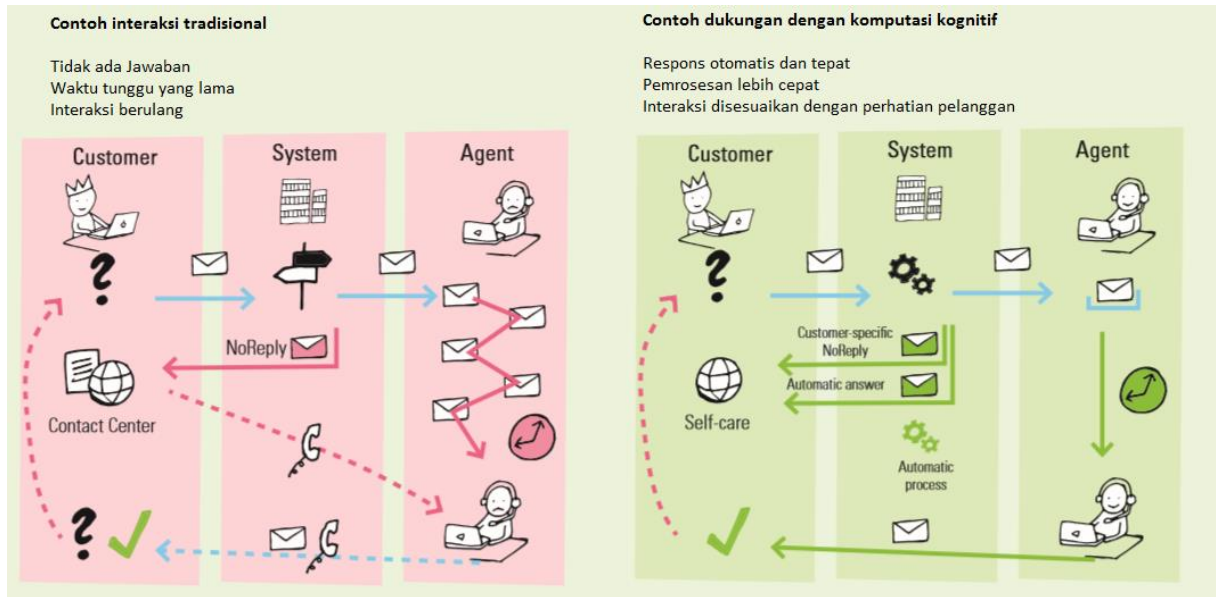 Contoh interaksi tradisional
Tidak ada Jawaban
Waktu tunggu yang lama
Interaksi berulang
Customer
System
Agent
?
NoReply
Contact Center
?
Contoh dukungan dengan komputasi kognitif
Respons otomatis dan tepat
Pemrosesan lebih cepat
Interaksi disesuaikan dengan perhatian pelanggan
Customer
System
Agent
?
Customer-specific
NoReply
Automatic answer
Self-care
Automatic
process